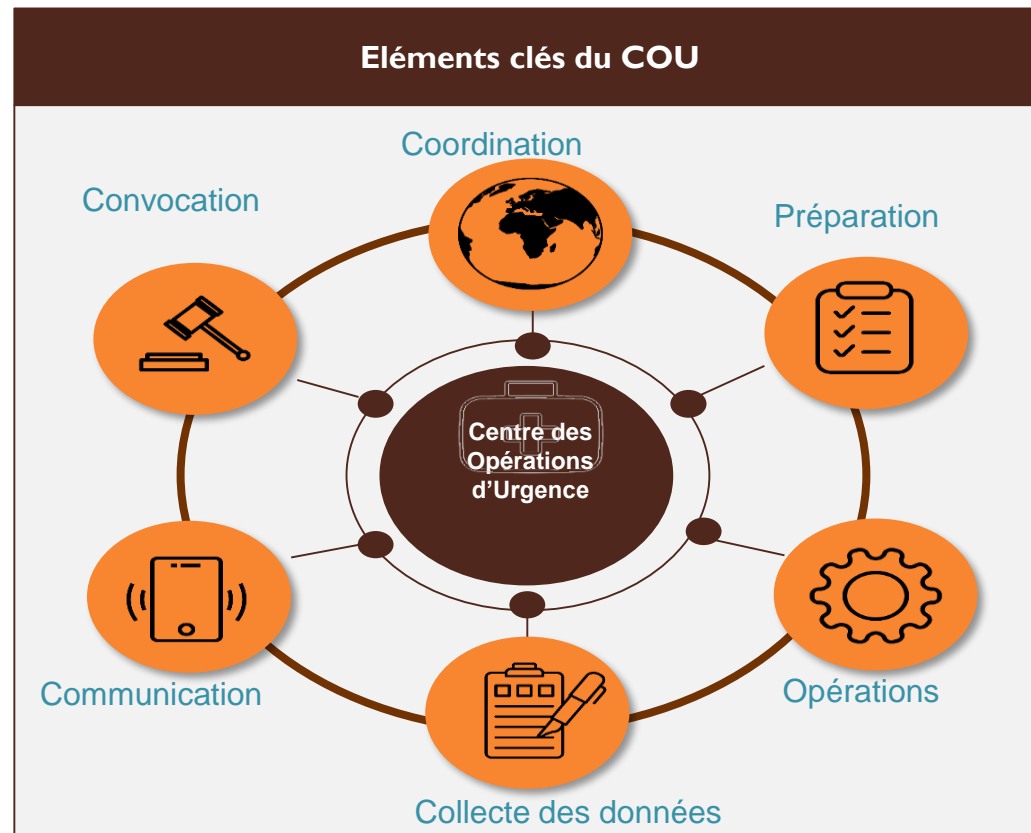 Eléments clés du COU
Coordination
Convocation
Préparation
Centre des
Opérations
d’Urgence
Communication
Opérations
Collecte des données